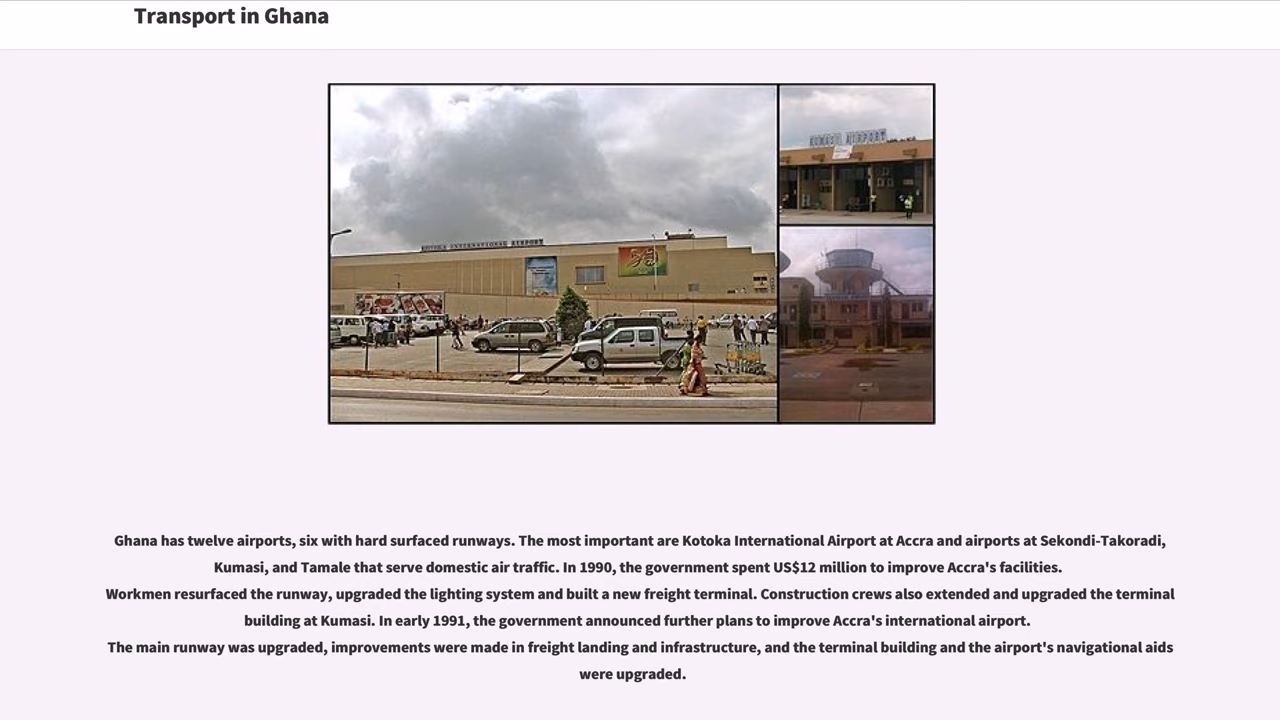 Transport in Ghana
KOTOKA INTERNATIONAL AIRPORT
KUMASI AIRPORT
Ghana has twelve airports, six with hard surfaced runways. The most important are Kotoka International Airport at Accra and airports at Sekondi-Takoradi,
Kumasi, and Tamale that serve domestic air traffic. In 1990, the government spent US$12 million to improve Accra's facilities.
Workmen resurfaced the runway, upgraded the lighting system and built a new freight terminal. Construction crews also extended and upgraded the terminal
building at Kumasi. In early 1991, the government announced further plans to improve Accra's international airport.
The main runway was upgraded, improvements were made in freight landing and infrastructure, and the terminal building and the airport's navigational aids
were upgraded.